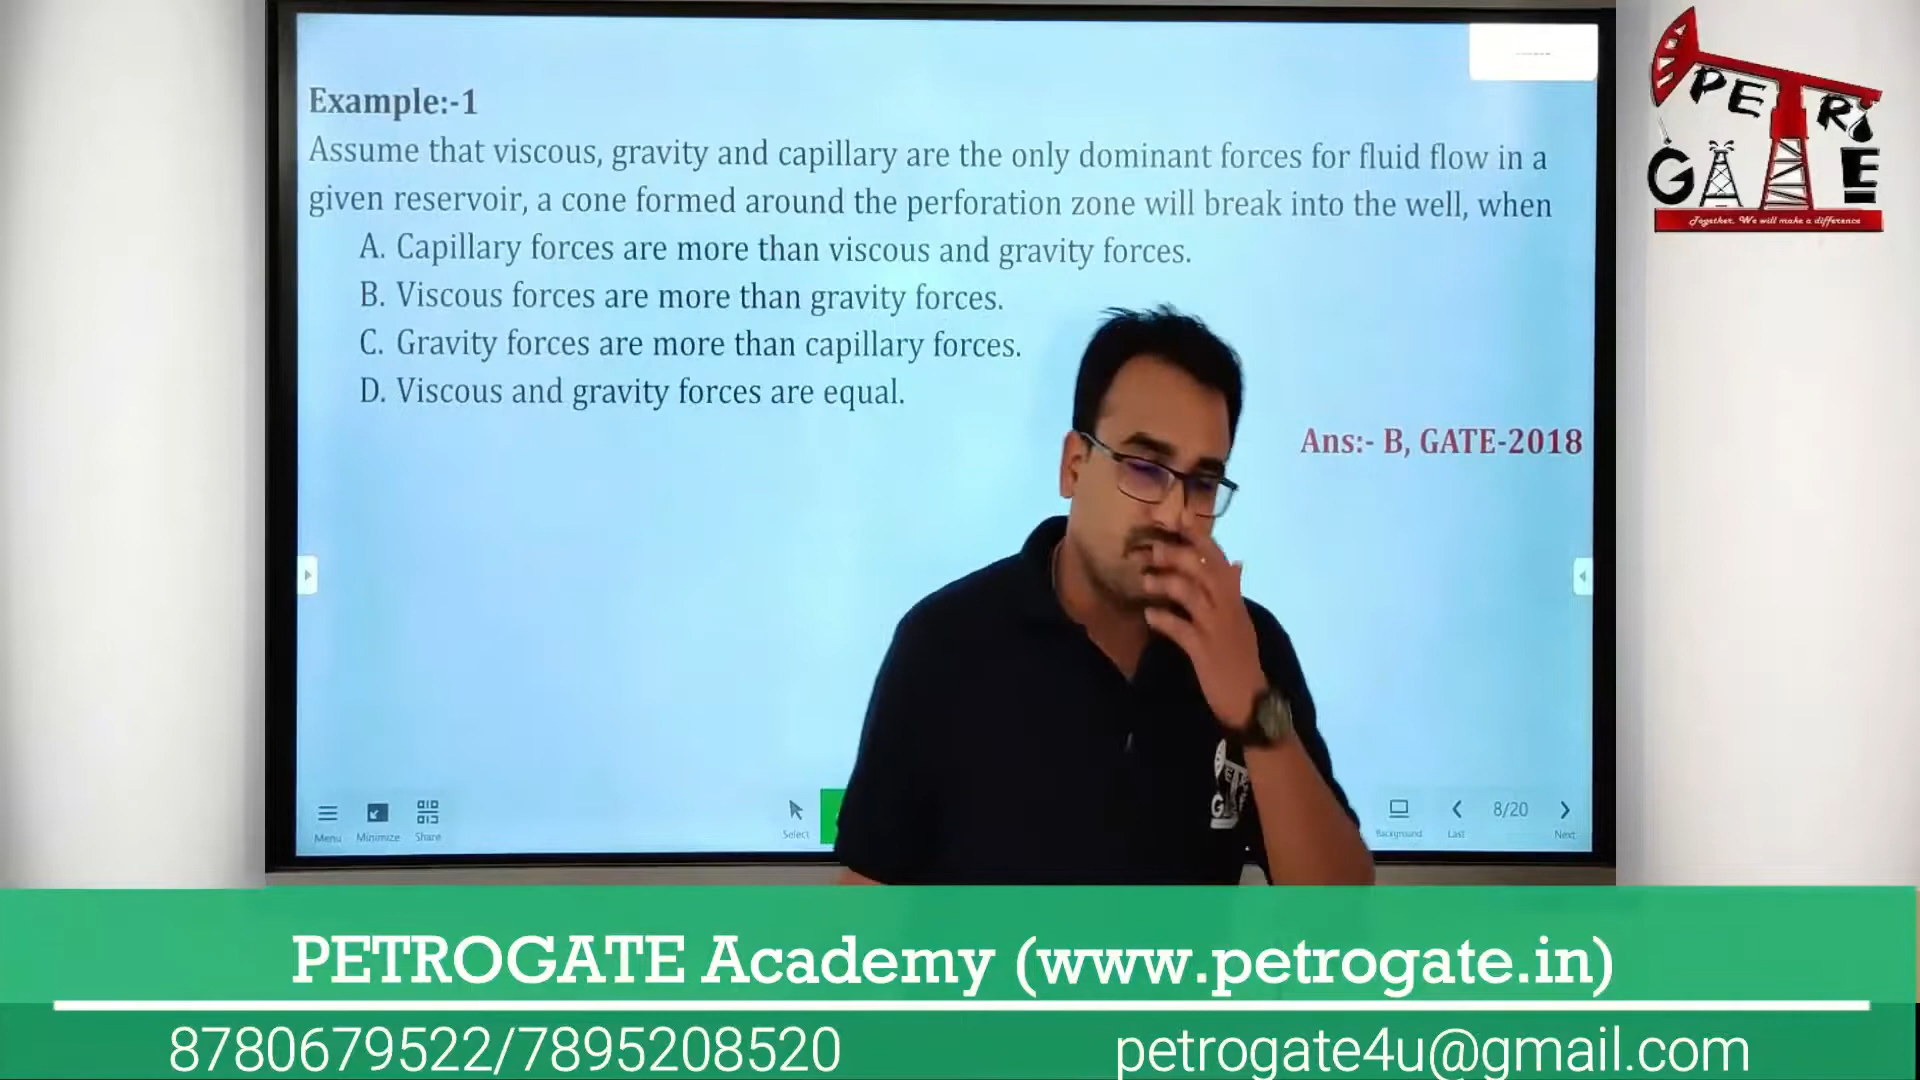 Example:-1
Assume that viscous, gravity and capillary are the only dominant forces for fluid flow in a
given reservoir, a cone formed around the perforation zone will break into the well, when
A. Capillary forces are more than viscous and gravity forces.
B. Viscous forces are more than gravity forces.
C. Gravity forces are more than capillary forces.
D. Viscous and gravity forces are equal.
Ans:- B, GATE-2018
PETR
GATE
Together. We will make a difference
Menu
Minimize
Share
Select
Background
Last
8/20
Next
PETROGATE Academy (www.petrogate.in)
8780679522/7895208520
petrogate4u@gmail.com